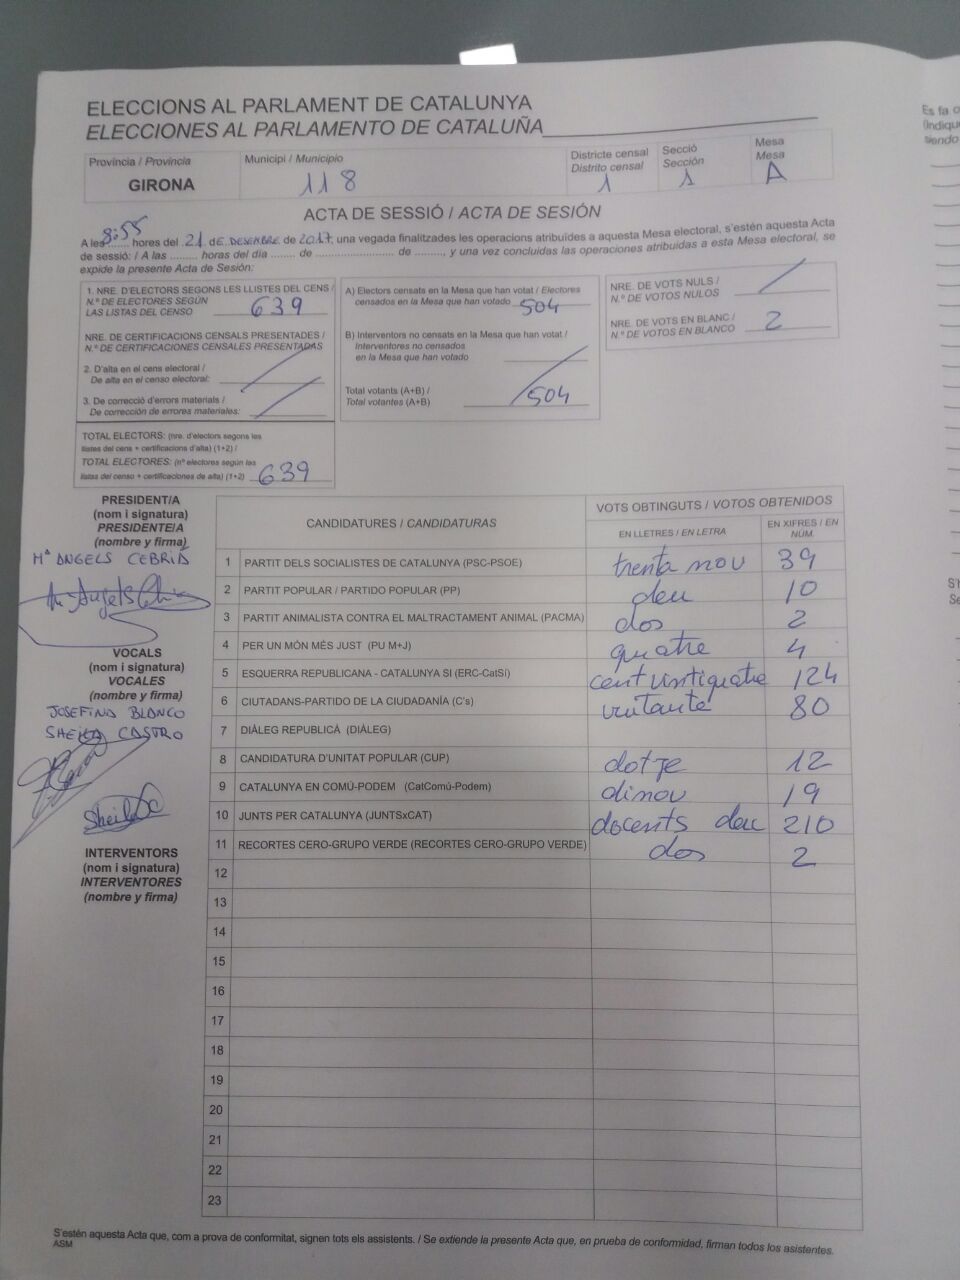 ELECCIONS AL PARLAMENT DE CATALUNYA
ELECCIONES AL PARLAMENTO DE CATALUÑA
Província / Provincia
GIRONA
Municipi / Municipio
118
Districte censal
Distrito censal
1
Secció
Sección
1
Mesa
Mesa
A
Es fa c
(Indiqu
siendo
ACTA DE SESSIÓ / ACTA DE SESIÓN
A les 8:55 hores del 21 dE DESEMBRE de 2017, una vegada finalitzades les operacions atribuïdes a aquesta Mesa electoral, s'estén aquesta Acta
de sessió: / A las ......... horas del día ........ de ........................... de ........., y una vez concluidas las operaciones atribuidas a esta Mesa electoral, se
expide la presente Acta de Sesión:
1. NRE. D'ELECTORS SEGONS LES LLISTES DEL CENS /
N.º DE ELECTORES SEGÚN
LAS LISTAS DEL CENSO 639
NRE. DE CERTIFICACIONS CENSALS PRESENTADES /
N.º DE CERTIFICACIONES CENSALES PRESENTADAS
2. D'alta en el cens electoral /
De alta en el censo electoral:
3. De correcció d'errors materials /
De corrección de errores materiales:
TOTAL ELECTORS: (nre. d'electors segons les
llistes del cens + certificacions d'alta) (1+2) /
TOTAL ELECTORES: (nº electores según las
listas del censo + certificaciones de alta) (1+2) 639
A) Electors censats en la Mesa que han votat / Electores
censados en la Mesa que han votado 504
B) Interventors no censats en la Mesa que han votat /
Interventores no censados
en la Mesa que han votado
Total votants (A+B) /
Total votantes (A+B) 504
NRE. DE VOTS NULS /
N.º DE VOTOS NULOS
NRE. DE VOTS EN BLANC /
N.º DE VOTOS EN BLANCO 2
PRESIDENT/A
(nom i signatura)
PRESIDENTE/A
(nombre y firma)
Mª ANGELS CEBRIÀ
VOCALS
(nom i signatura)
VOCALES
(nombre y firma)
JOSEFINA BLANCO
SHEILA CASTRO
Sheila C
INTERVENTORS
(nom i signatura)
INTERVENTORES
(nombre y firma)
CANDIDATURES / CANDIDATURAS
VOTS OBTINGUTS / VOTOS OBTENIDOS
EN LLETRES / EN LETRA
EN XIFRES / EN
NÚM.
1 PARTIT DELS SOCIALISTES DE CATALUNYA (PSC-PSOE) trenta nou 39
2 PARTIT POPULAR / PARTIDO POPULAR (PP) deu 10
3 PARTIT ANIMALISTA CONTRA EL MALTRACTAMENT ANIMAL (PACMA) dos 2
4 PER UN MÓN MÉS JUST (PU M+J) quatre 4
5 ESQUERRA REPUBLICANA - CATALUNYA SI (ERC-CatSí) cent vintiquatre 124
6 CIUTADANS-PARTIDO DE LA CIUDADANÍA (C's) vuitante 80
7 DIÀLEG REPUBLICÀ (DIÀLEG)
8 CANDIDATURA D'UNITAT POPULAR (CUP) dotze 12
9 CATALUNYA EN COMÚ-PODEM (CatComú-Podem) dinou 19
10 JUNTS PER CATALUNYA (JUNTSxCAT) docents deu 210
11 RECORTES CERO-GRUPO VERDE (RECORTES CERO-GRUPO VERDE) dos 2
12
13
14
15
16
17
18
19
20
21
22
23
S'estén aquesta Acta que, com a prova de conformitat, signen tots els assistents. / Se extiende la presente Acta que, en prueba de conformidad, firman todos los asistentes.
ASM